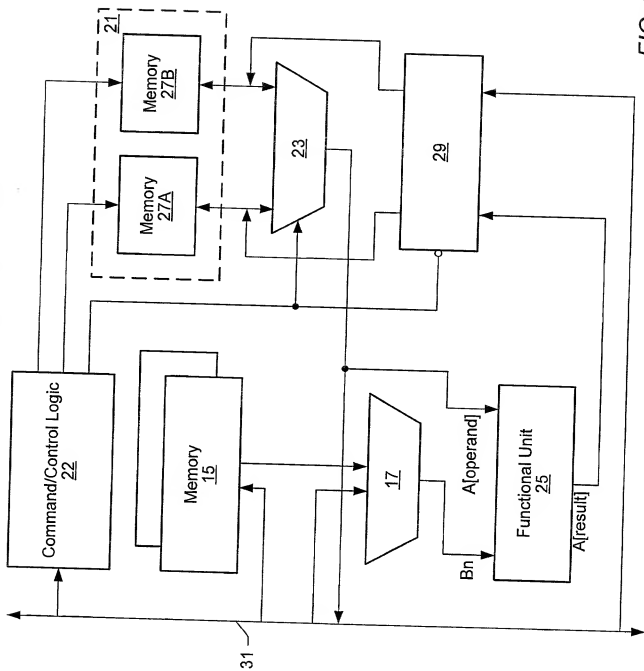 21
Memory
27A
Memory
27B
Command/Control Logic
22
23
Memory
15
29
17
A[operand]
Bn
Functional Unit
25
A[result]
31
FIG